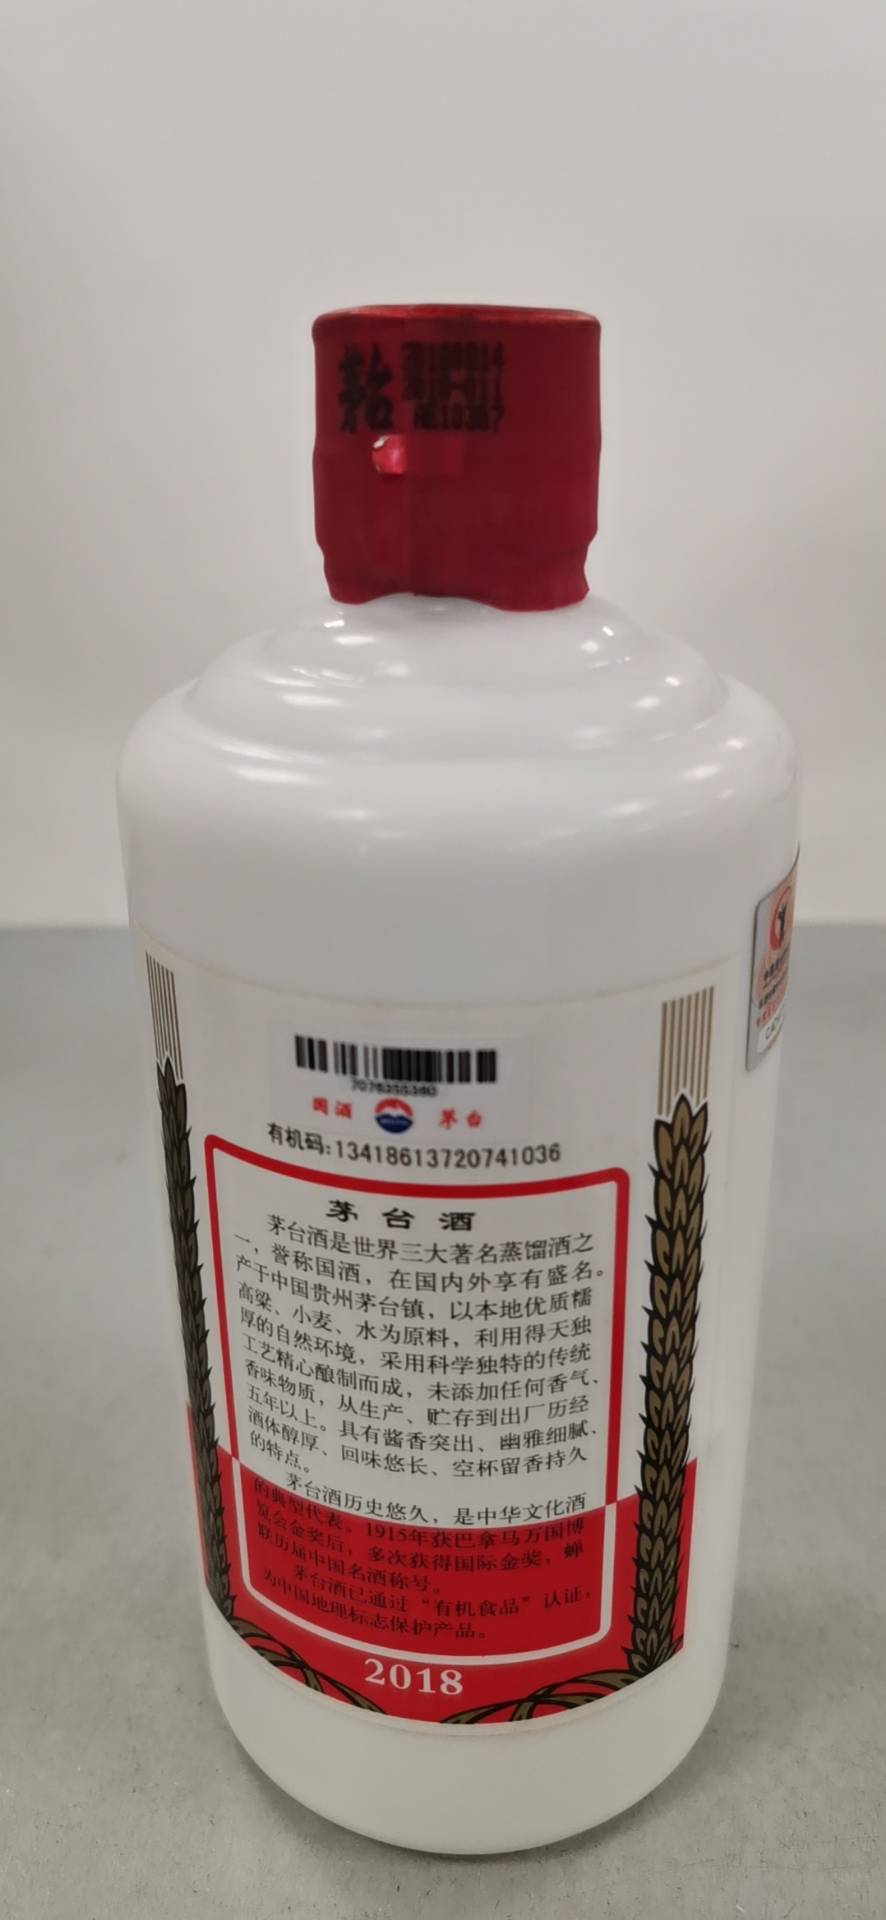 茅台
2018-011
7076355380
国酒 茅台
有机码:13418613720741036
茅台酒
茅台酒是世界三大著名蒸馏酒之
一，誉称国酒，在国内外享有盛名。
产于中国贵州茅台镇，以本地优质糯
高粱、小麦、水为原料，利用得天独
厚的自然环境，采用科学独特的传统
工艺精心酿制而成，未添加任何香气、
香味物质，从生产、贮存到出厂历经
五年以上。具有酱香突出、幽雅细腻、
酒体醇厚、回味悠长、空杯留香持久
的特点。
茅台酒历史悠久，是中华文化酒
的典型代表。1915年获巴拿马万国博
览会金奖后，多次获得国际金奖，蝉
联历届中国名酒称号。
茅台酒已通过“有机食品”认证，
为中国地理标志保护产品。
2018